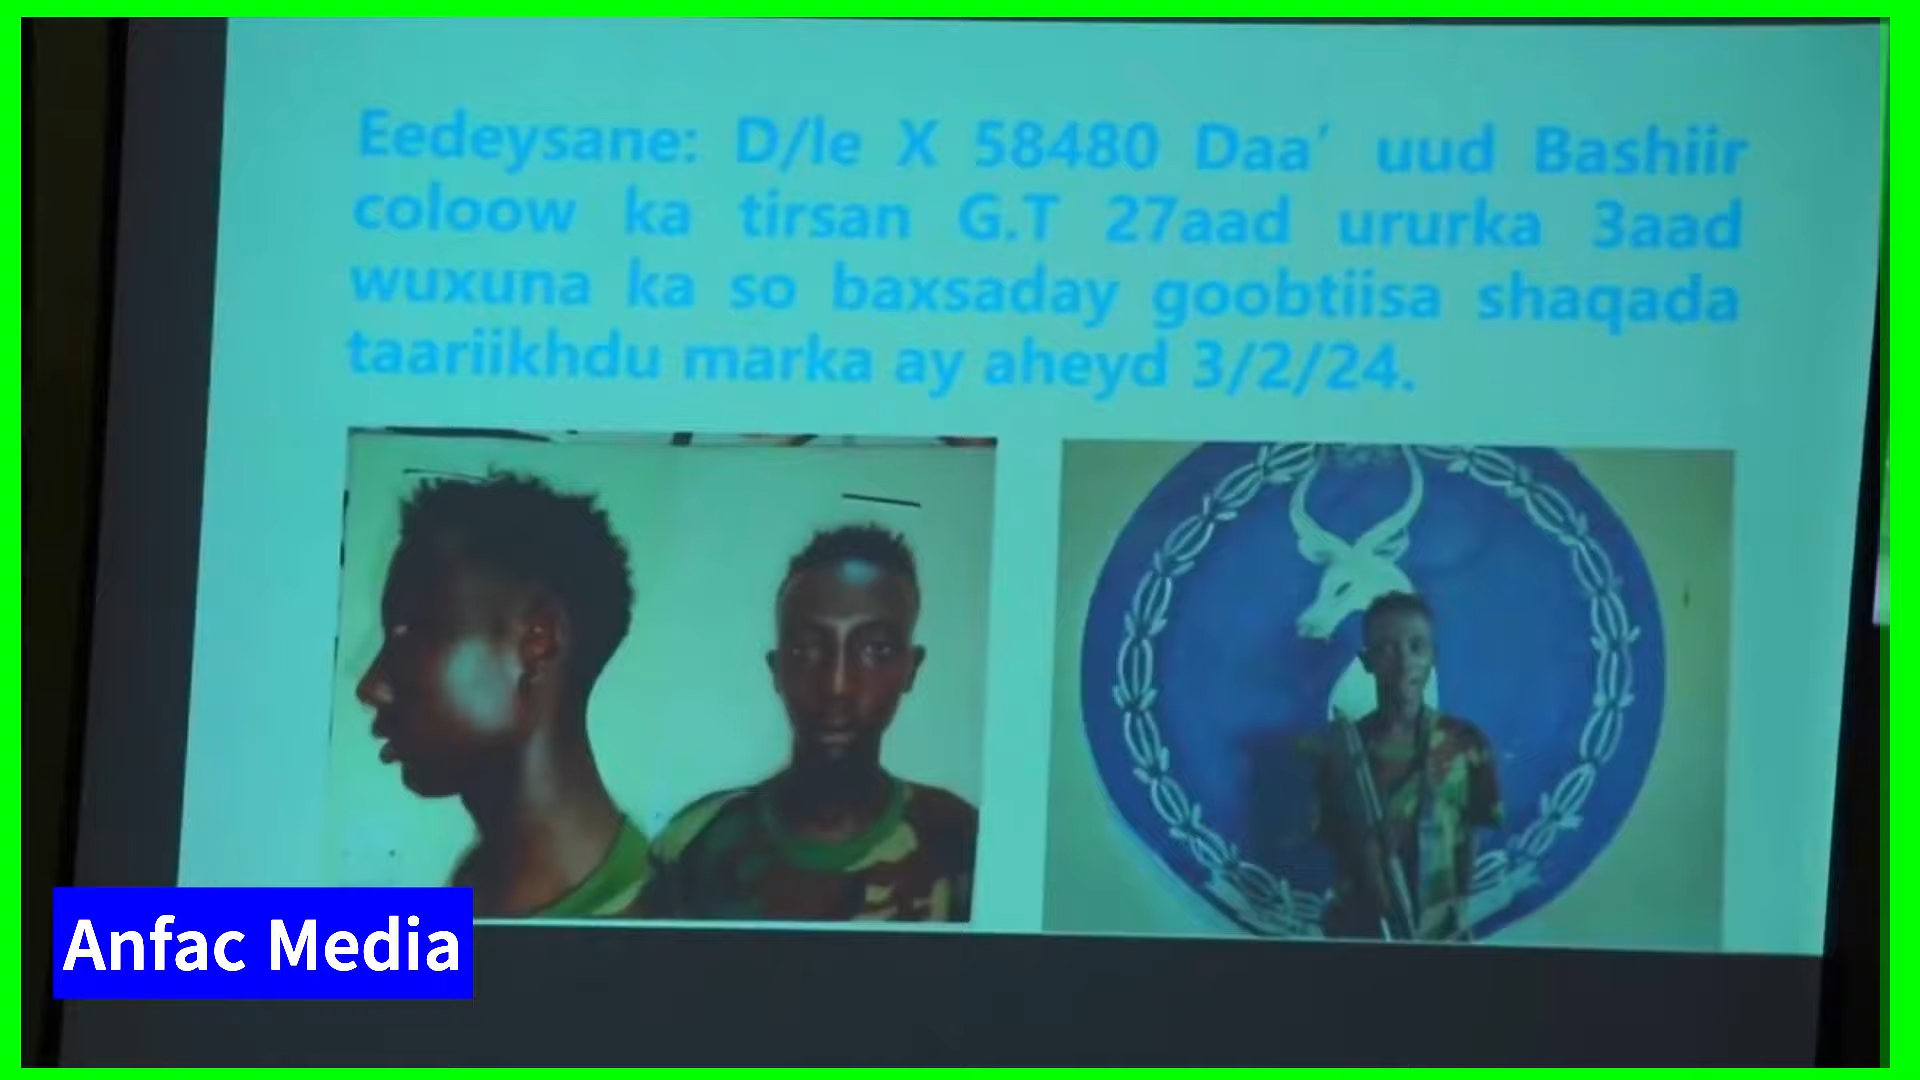 Eedeysane: D/le X 58480 Daa' uud Bashiir
coloow ka tirsan G.T 27aad ururka 3aad
wuxuna ka so baxsaday goobtiisa shaqada
taariikhdu marka ay aheyd 3/2/24.
Anfac Media